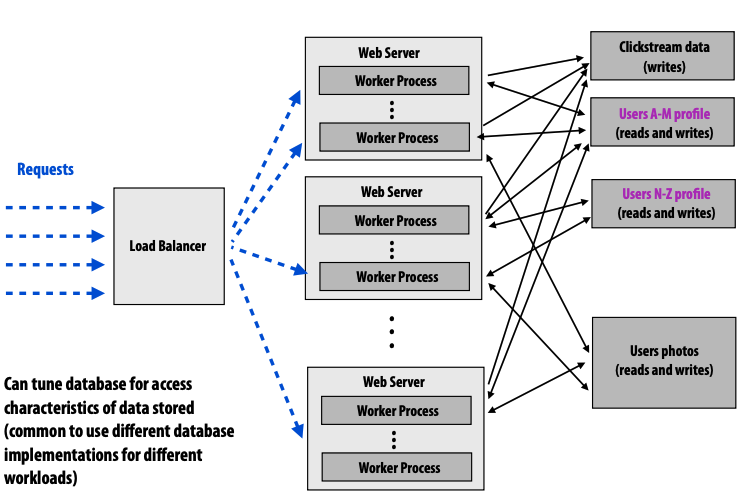 Requests
Load Balancer
Web Server
Worker Process
Worker Process
Web Server
Worker Process
Worker Process
Web Server
Worker Process
Worker Process
Clickstream data
(writes)
Users A-M profile
(reads and writes)
Users N-Z profile
(reads and writes)
Users photos
(reads and writes)
Can tune database for access
characteristics of data stored
(common to use different database
implementations for different
workloads)